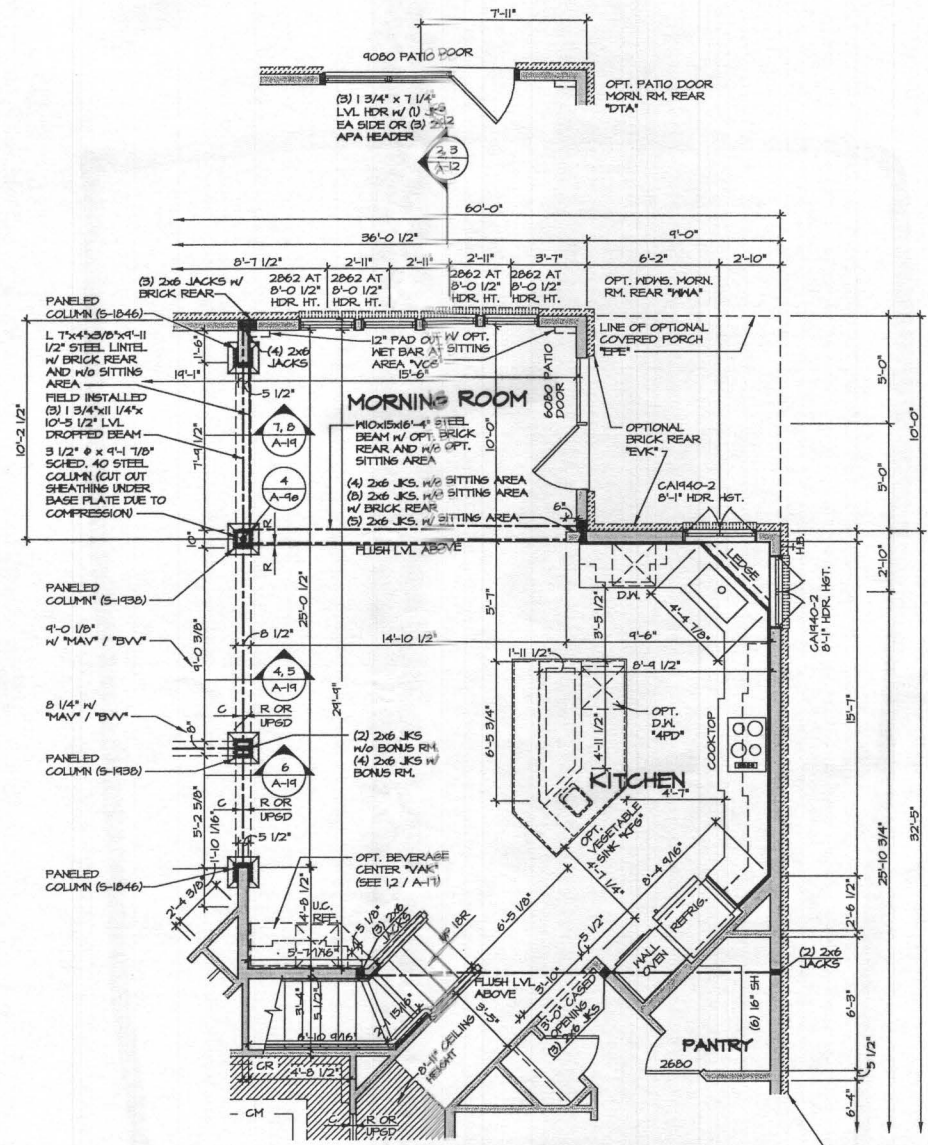 7'-11"
9080 PATIO DOOR
(3) 1 3/4" x 7 1/4"
LVL HDR w/ (1) JKS
EA SIDE OR (3) 2x12
APA HEADER
OPT. PATIO DOOR
MORN. RM. REAR
"DTA"
2, 3
A-12
60'-0"
36'-0 1/2"
9'-0"
8'-7 1/2"
2'-11"
2'-11"
2'-11"
3'-7"
6'-2"
2'-10"
(3) 2x6 JACKS w/
BRICK REAR
2862 AT
8'-0 1/2"
HDR. HT.
2862 AT
8'-0 1/2"
HDR. HT.
2862 AT
8'-0 1/2"
HDR. HT.
2862 AT
8'-0 1/2"
HDR. HT.
OPT. WDWS. MORN.
RM. REAR "WWA"
PANELED
COLUMN (S-1846)
L 7"x4"x3/8"x9'-11
1/2" STEEL LINTEL
W/ BRICK REAR
AND W/o SITTING
AREA
FIELD INSTALLED
(3) 1 3/4"x11 1/4"x
10'-5 1/2" LVL
DROPPED BEAM
3 1/2" Φ x 9'-1 7/8"
SCHED. 40 STEEL
COLUMN (CUT OUT
SHEATHING UNDER
BASE PLATE DUE TO
COMPRESSION)
1'-6"
(4) 2x6
JACKS
12" PAD OUT W/ OPT.
WET BAR AT SITTING
AREA "VCG"
LINE OF OPTIONAL
COVERED PORCH
"EPE"
19'-1"
15'-6"
5 1/2"
MORNING ROOM
6080 PATIO
DOOR
10'-2 1/2"
7'-9 1/2"
7, 8
A-19
4
A-9a
W10x15x16'-4" STEEL
BEAM W/ OPT. BRICK
REAR AND W/o OPT.
SITTING AREA
10'-0"
OPTIONAL
BRICK REAR
"EVK"
5'-0"
5'-0"
10'-0"
(4) 2x6 JKS. w/o SITTING AREA
(8) 2x6 JKS. w/o SITTING AREA
w/ BRICK REAR
(5) 2x6 JKS. w/ SITTING AREA
6"
CA1940-2
8'-1" HDR. HGT.
10"
R
R
FLUSH LVL ABOVE
H.B.
2'-10"
PANELED
COLUMN" (S-1938)
9'-0 1/8"
w/ "MAV" / "BVV"
25'-0 1/2"
5'-7"
D.W.
3'-5 1/2"
LEDGE
4'-4 7/8"
CA1940-2
8'-1" HDR. HGT.
9'-0 3/8"
8 1/2"
14'-10 1/2"
9'-6"
1'-11 1/2"
8'-9 1/2"
4, 5
A-19
8 1/4" w/
"MAV" / "BVV"
C
R OR
UPGD
29'-9"
8"
(2) 2x6 JKS
W/o BONUS RM.
(4) 2x6 JKS W/
BONUS RM.
6'-5 3/4"
4'-11 1/2"
OPT.
D.W.
"4PD"
COOKTOP
15'-7"
PANELED
COLUMN (S-1938)
6
A-19
KITCHEN
4'-7"
C
R OR
UPGD
5'-2 5/8"
1'-10 1/16"
5 1/2"
OPT.
VEGETABLE
SINK "KFG"
25'-10 3/4"
32'-5"
PANELED
COLUMN (S-1846)
OPT. BEVERAGE
CENTER "VAK"
(SEE 1,2 / A-17)
4'-7 1/4"
8'-4 9/16"
2'-4 3/8"
4'-8 1/2"
U.C.
REF
5 1/8"
(3) 2x6
JACKS
UP 18R
6'-5 1/8"
5 1/2"
REFRIG.
WALL
OVEN
2'-6 1/2"
5'-7 1/16"
(2) 2x6
JACKS
FLUSH LVL
ABOVE
3'-10"
3'-0" CASED
OPENING
(3) 2x6 JKS
(6) 16" SH
3'-4"
5 1/2"
2'-1 15/16"
3'-5"
6'-3"
8'-10 9/16"
8'-11" CEILING
HEIGHT
PANTRY
2680
5 1/2"
CR
4'-8 1/2"
6'-4"
CM
C
R OR
UPGD